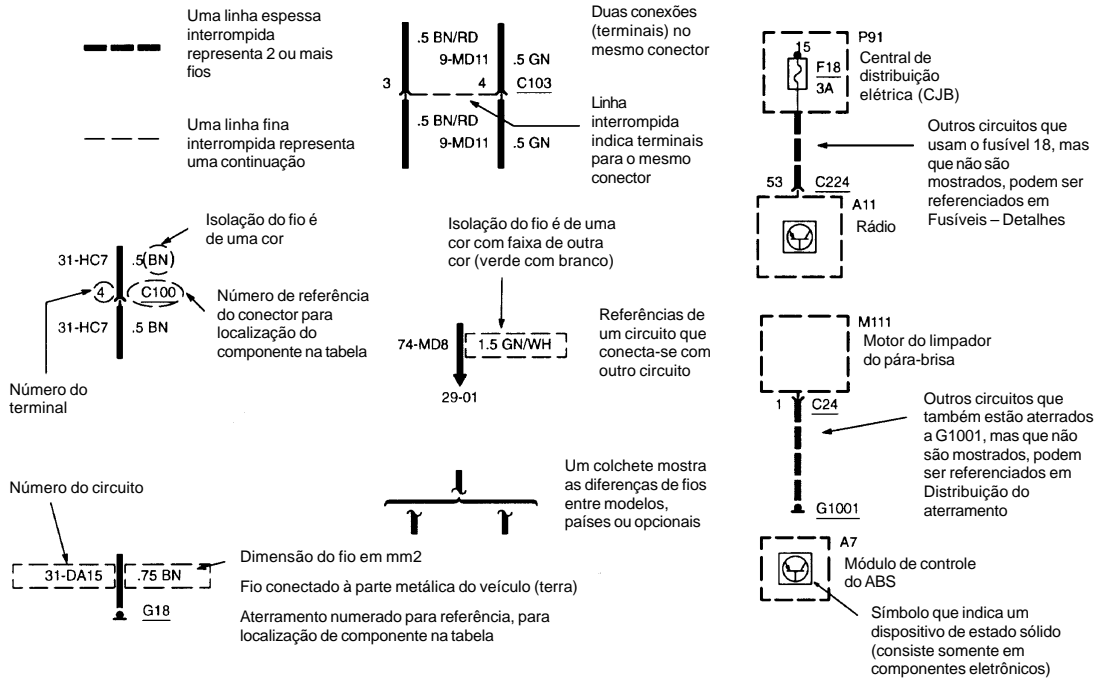 Uma linha espessa
interrompida
representa 2 ou mais
fios
Uma linha fina
interrompida representa
uma continuação
.5 BN/RD
9-MD11
.5 GN
3
4
C103
.5 BN/RD
9-MD11
.5 GN
Duas conexões
(terminais) no
mesmo conector
Linha
interrompida
indica terminais
para o mesmo
conector
P91
15
F18
3A
Central de
distribuição
elétrica (CJB)
Outros circuitos que
usam o fusível 18, mas
que não são
mostrados, podem ser
referenciados em
Fusíveis – Detalhes
53
C224
A11
Rádio
Isolação do fio é
de uma cor
31-HC7
.5 BN
4
C100
31-HC7
.5 BN
Número de referência
do conector para
localização do
componente na tabela
Número do
terminal
Isolação do fio é de uma
cor com faixa de outra
cor (verde com branco)
74-MD8
1.5 GN/WH
29-01
Referências de
um circuito que
conecta-se com
outro circuito
M111
Motor do limpador
do pára-brisa
1
C24
Outros circuitos que
também estão aterrados
a G1001, mas que não
são mostrados, podem
ser referenciados em
Distribuição do
aterramento
G1001
Número do circuito
31-DA15
.75 BN
G18
Dimensão do fio em mm2
Fio conectado à parte metálica do veículo (terra)
Aterramento numerado para referência, para
localização de componente na tabela
Um colchete mostra
as diferenças de fios
entre modelos,
países ou opcionais
A7
Módulo de controle
do ABS
Símbolo que indica um
dispositivo de estado sólido
(consiste somente em
componentes eletrônicos)